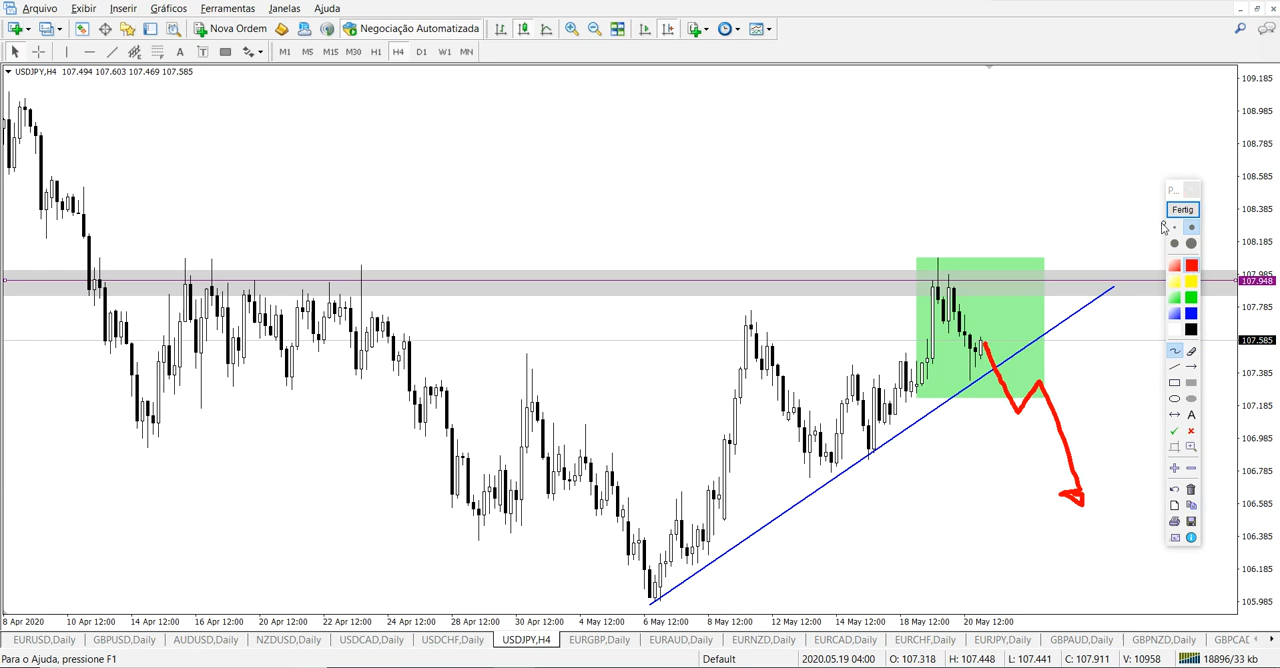 Arquivo Exibir Inserir Gráficos Ferramentas Janelas Ajuda
Nova Ordem Negociação Automatizada
A T M1 M5 M15 M30 H1 H4 D1 W1 MN
USDJPY,H4 107.494 107.603 107.469 107.585
109.185
108.985
108.785
108.585
108.385
108.185
107.985
107.948
107.785
107.585
107.385
107.185
106.985
106.785
106.585
106.385
106.185
105.985
P...
Fertig
A
8 Apr 2020 10 Apr 12:00 14 Apr 12:00 16 Apr 12:00 20 Apr 12:00 22 Apr 12:00 24 Apr 12:00 28 Apr 12:00 30 Apr 12:00 4 May 12:00 6 May 12:00 8 May 12:00 12 May 12:00 14 May 12:00 18 May 12:00 20 May 12:00
EURUSD,Daily GBPUSD,Daily AUDUSD,Daily NZDUSD,Daily USDCAD,Daily USDCHF,Daily USDJPY,H4 EURGBP,Daily EURAUD,Daily EURNZD,Daily EURCAD,Daily EURCHF,Daily EURJPY,Daily GBPAUD,Daily GBPNZD,Daily GBPCAD
Para o Ajuda, pressione F1 Default 2020.05.19 04:00 O: 107.318 H: 107.448 L: 107.441 C: 107.911 V: 10958 18896/33 kb